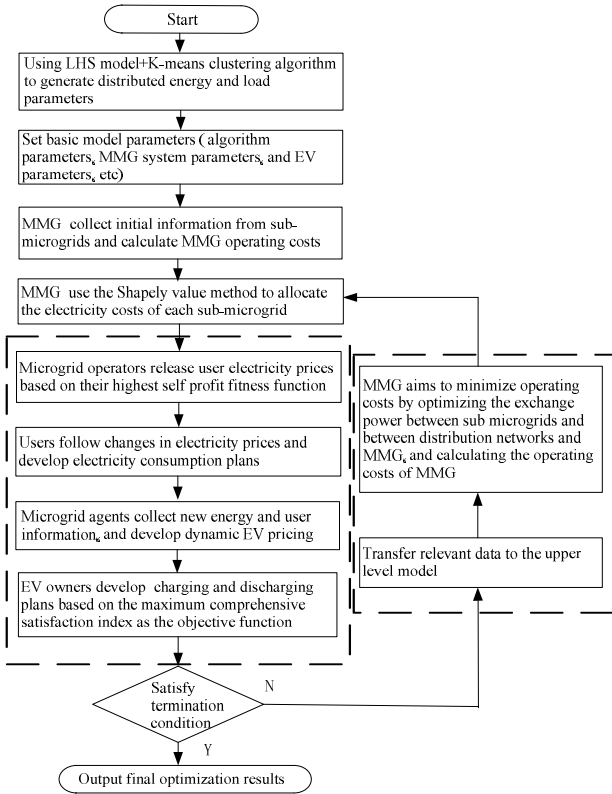 Start
Using LHS model+K-means clustering algorithm
to generate distributed energy and load
parameters
Set basic model parameters ( algorithm
parameters, MMG system parameters, and EV
parameters, etc)
MMG collect initial information from sub-
microgrids and calculate MMG operating costs
MMG use the Shapely value method to allocate
the electricity costs of each sub-microgrid
Microgrid operators release user electricity prices
based on their highest self profit fitness function
Users follow changes in electricity prices and
develop electricity consumption plans
Microgrid agents collect new energy and user
information, and develop dynamic EV pricing
EV owners develop charging and discharging
plans based on the maximum comprehensive
satisfaction index as the objective function
MMG aims to minimize operating
costs by optimizing the exchange
power between sub microgrids and
between distribution networks and
MMG, and calculating the operating
costs of MMG
Transfer relevant data to the upper
level model
Satisfy
termination
condition
N
Y
Output final optimization results